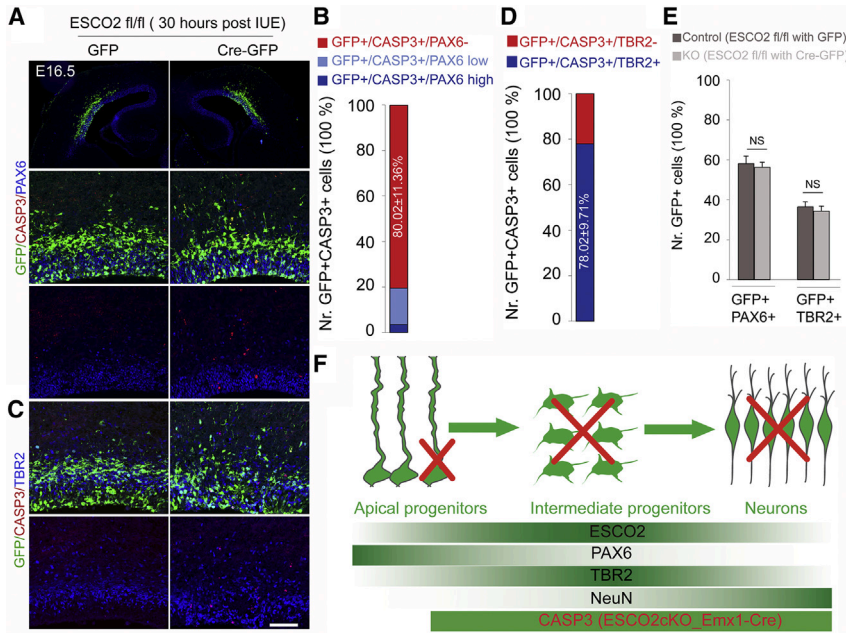 A
ESCO2 fl/fl ( 30 hours post IUE)
GFP
Cre-GFP
E16.5
GFP/CASP3/PAX6
C
GFP/CASP3/TBR2
B
GFP+/CASP3+/PAX6-
GFP+/CASP3+/PAX6 low
GFP+/CASP3+/PAX6 high
Nr. GFP+CASP3+ cells (100 %)
100
80
60
40
20
0
80.02±11.36%
D
GFP+/CASP3+/TBR2-
GFP+/CASP3+/TBR2+
Nr. GFP+CASP3+ cells (100 %)
100
80
60
40
20
0
78.02±9.71%
E
Control (ESCO2 fl/fl with GFP)
KO (ESCO2 fl/fl with Cre-GFP)
Nr. GFP+ cells (100 %)
100
80
60
40
0
NS
NS
GFP+
PAX6+
GFP+
TBR2+
F
Apical progenitors
Intermediate progenitors
Neurons
ESCO2
PAX6
TBR2
NeuN
CASP3 (ESCO2cKO_Emx1-Cre)